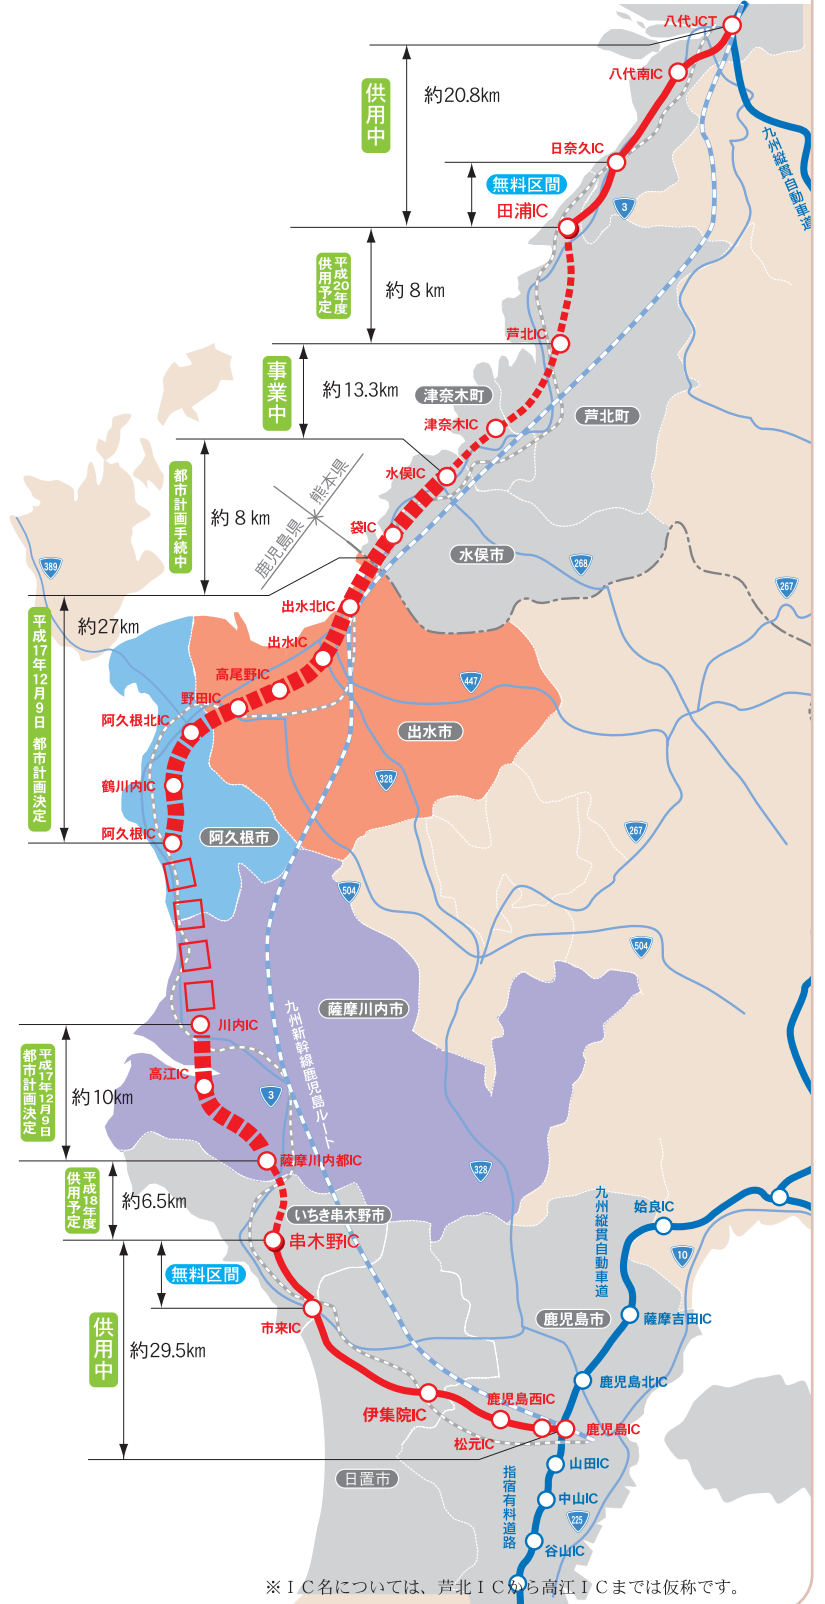 八代JCT
八代南IC
約20.8km
供用中
九州縦貫自動車道
日奈久IC
無料区間
田浦IC
3
平成20年度
供用予定
約8km
芦北IC
事業中
約13.3km
津奈木町
芦北町
津奈木IC
水俣IC
熊本県
鹿児島県
都市計画手続中
約8km
袋IC
水俣市
389
268
267
出水北IC
約27km
平成17年12月9日 都市計画決定
出水IC
高尾野IC
野田IC
447
阿久根北IC
出水市
328
鶴川内IC
阿久根IC
阿久根市
267
504
504
薩摩川内市
九州新幹線鹿児島ルート
川内IC
平成17年12月9日
都市計画決定
高江IC
約10km
3
薩摩川内都IC
328
平成18年度
供用予定
約6.5km
いちき串木野市
九州縦貫自動車道
姶良IC
串木野IC
10
無料区間
市来IC
鹿児島市
薩摩吉田IC
供用中
約29.5km
鹿児島北IC
鹿児島西IC
伊集院IC
鹿児島IC
松元IC
山田IC
日置市
指宿有料道路
中山IC
225
谷山IC
※IC名については、芦北ICから高江ICまでは仮称です。